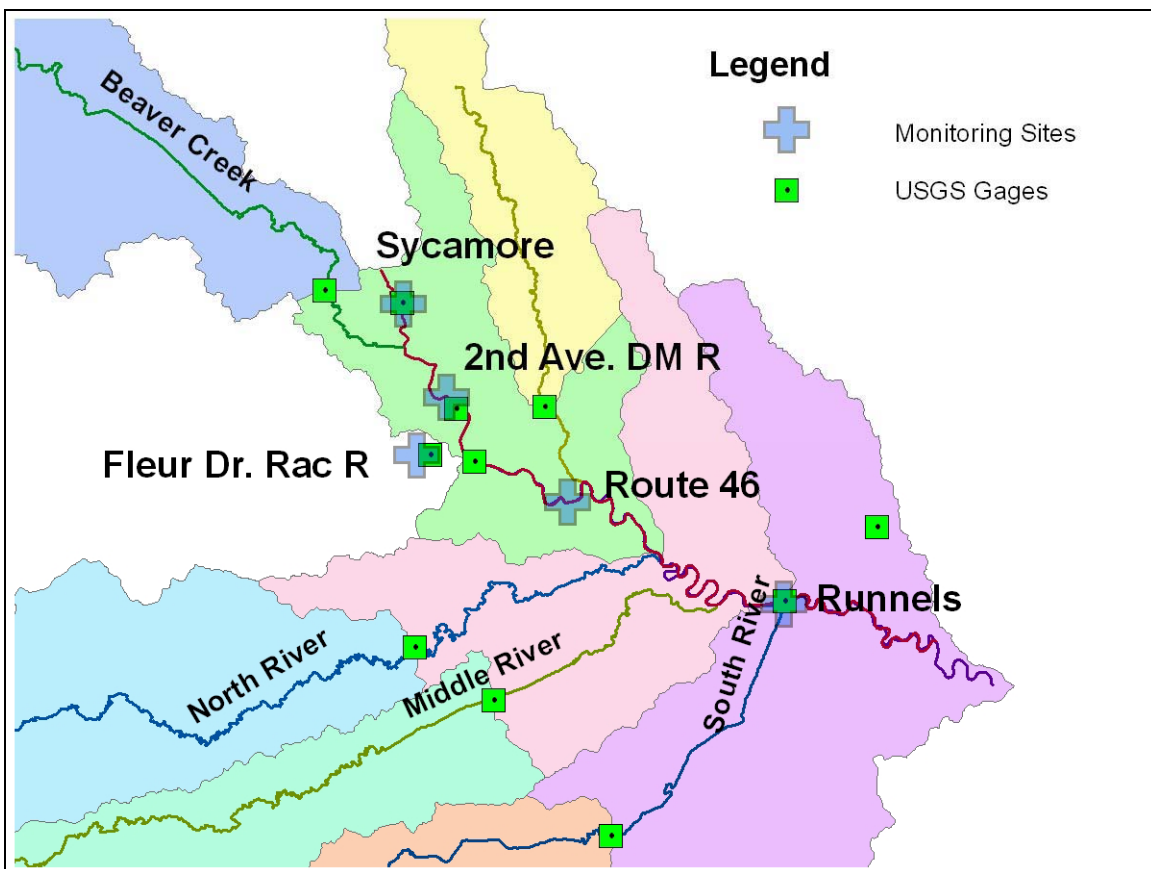 Legend
Monitoring Sites
USGS Gages
Beaver Creek
Sycamore
2nd Ave. DM R
Fleur Dr. Rac R
Route 46
Runnels
North River
Middle River
South River